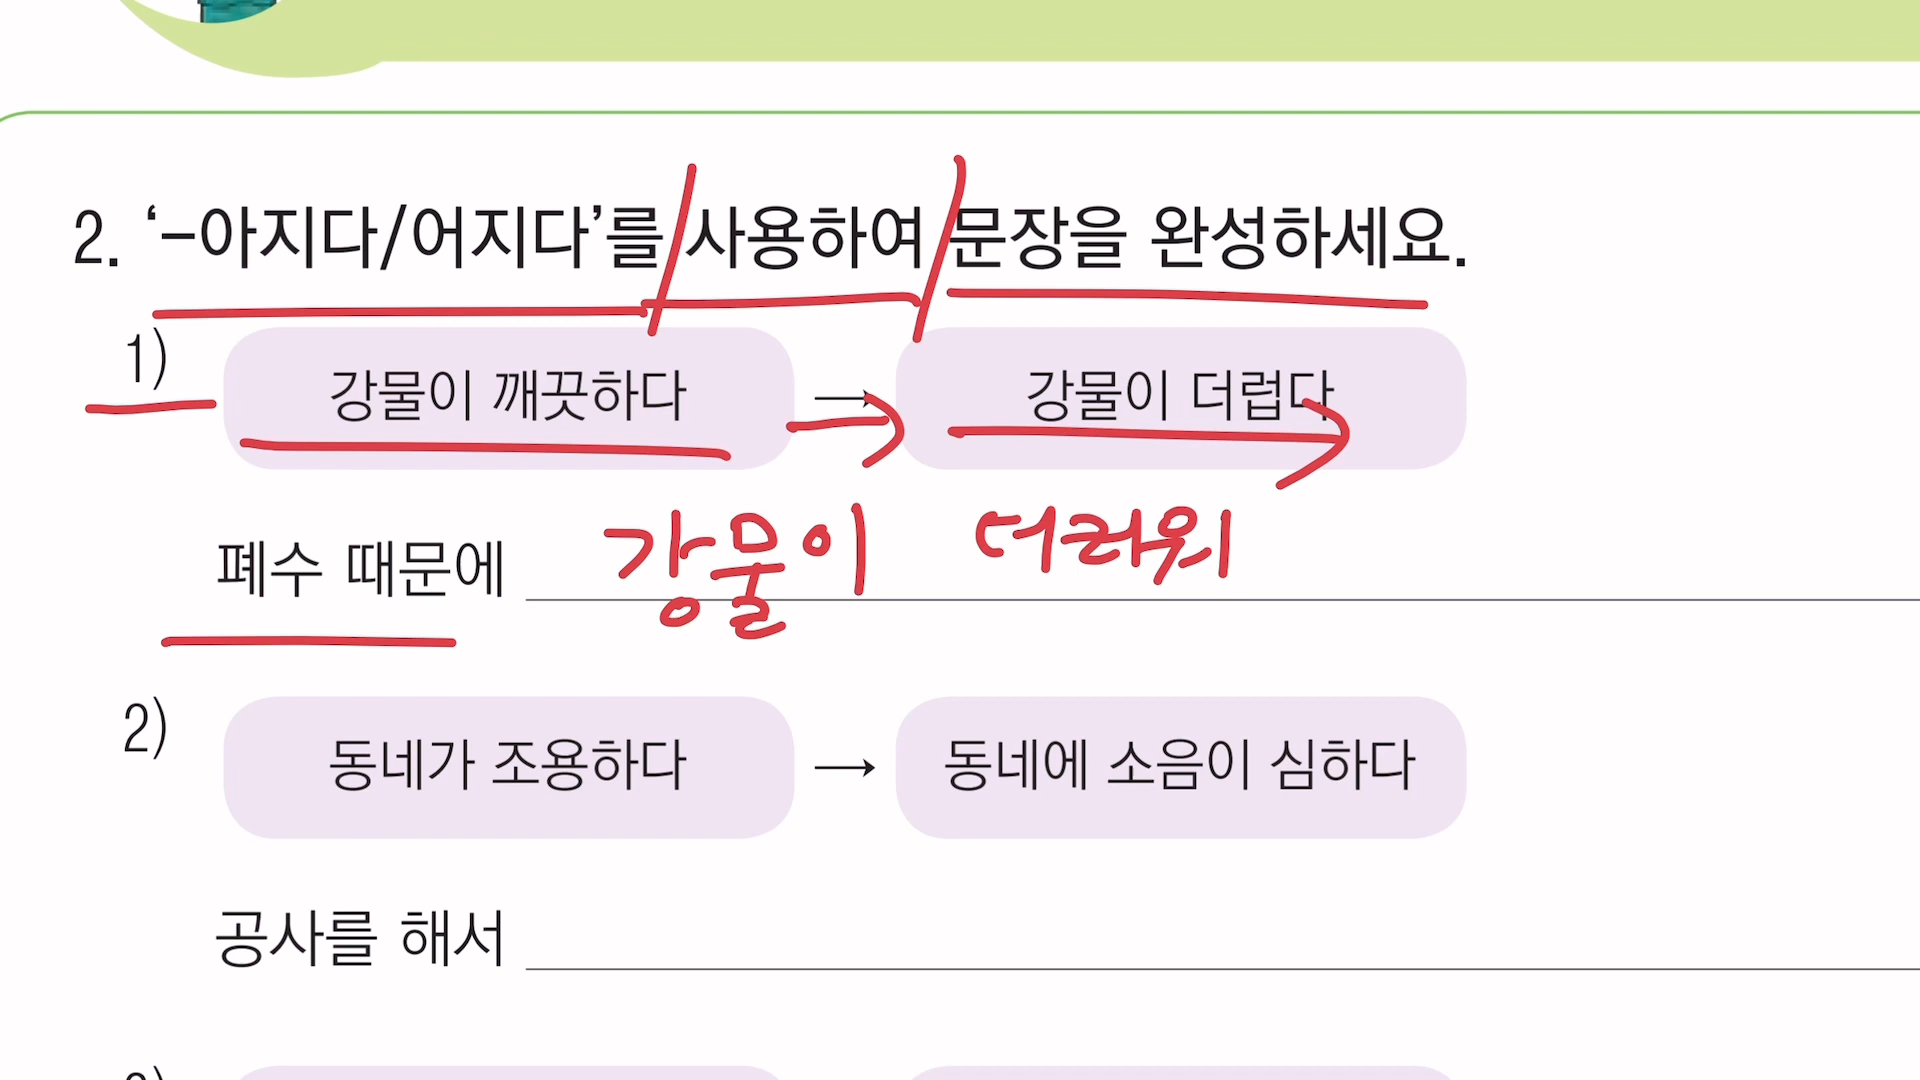 2. ‘–아지다/어지다’를 사용하여 문장을 완성하세요.
1) 강물이 깨끗하다 → 강물이 더럽다
폐수 때문에 강물이 더러워
2) 동네가 조용하다 → 동네에 소음이 심하다
공사를 해서